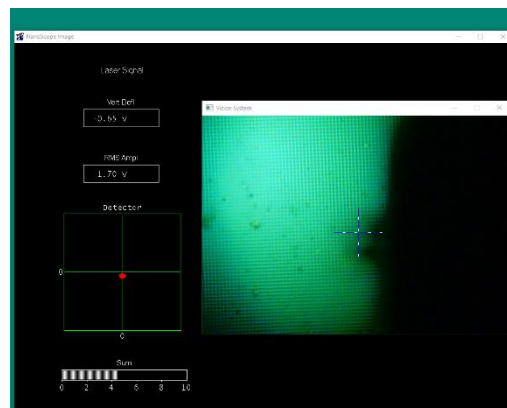 NanoScope Image
Laser Signal
Vert Defl
-0.65 V
RMS Ampl
1.70 V
Detector
0
0
Sum
0 2 4 6 8 10
Vision System